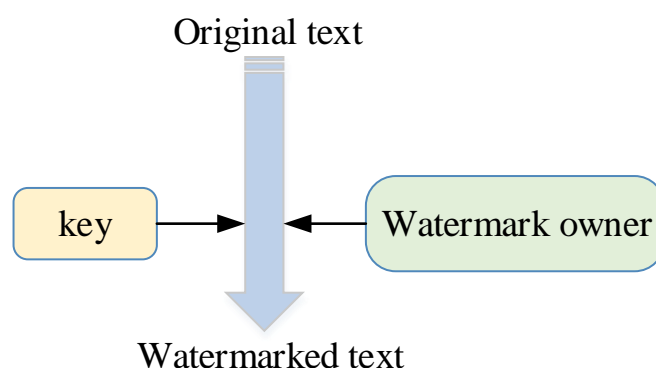 Original text
key
Watermark owner
Watermarked text